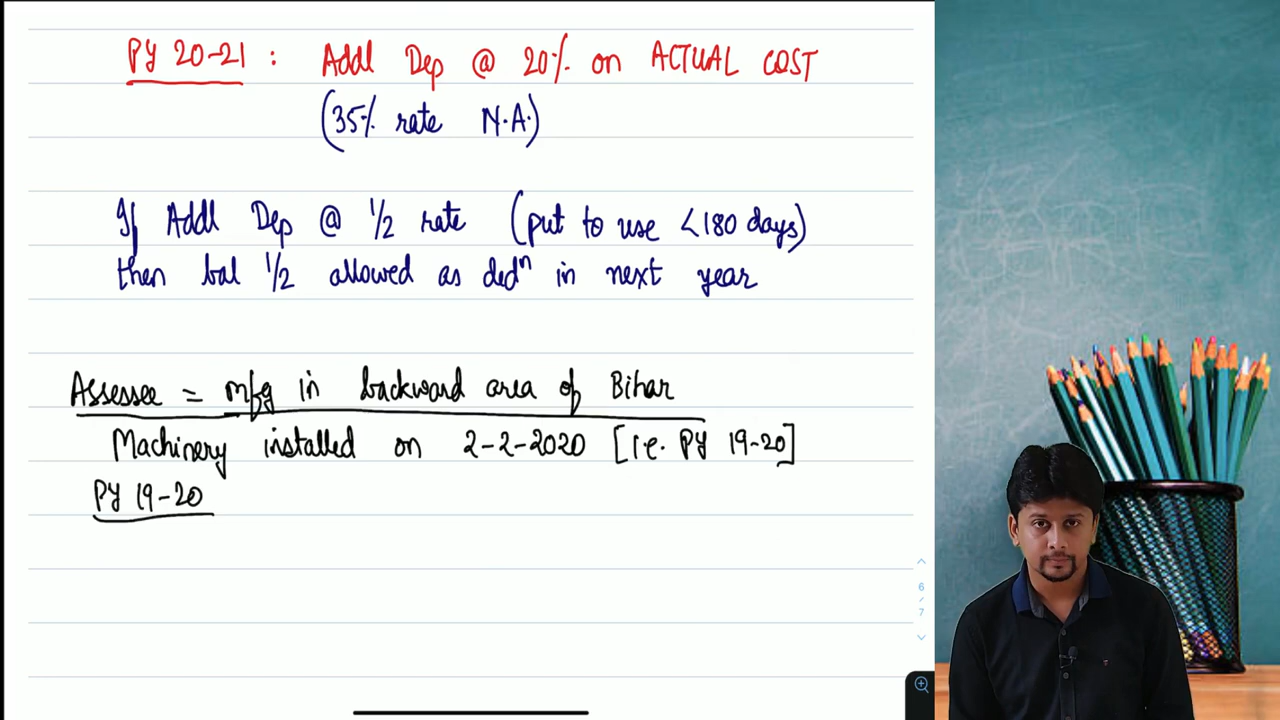 PY 20-21 : Addl Dep @ 20% on ACTUAL COST
(35% rate N.A.)
If Addl Dep @ 1/2 rate (put to use <180 days)
then bal 1/2 allowed as dedⁿ in next year
Assessee = mfg in backward area of Bihar
Machinery installed on 2-2-2020 [i.e. PY 19-20]
PY 19-20
6
/
7